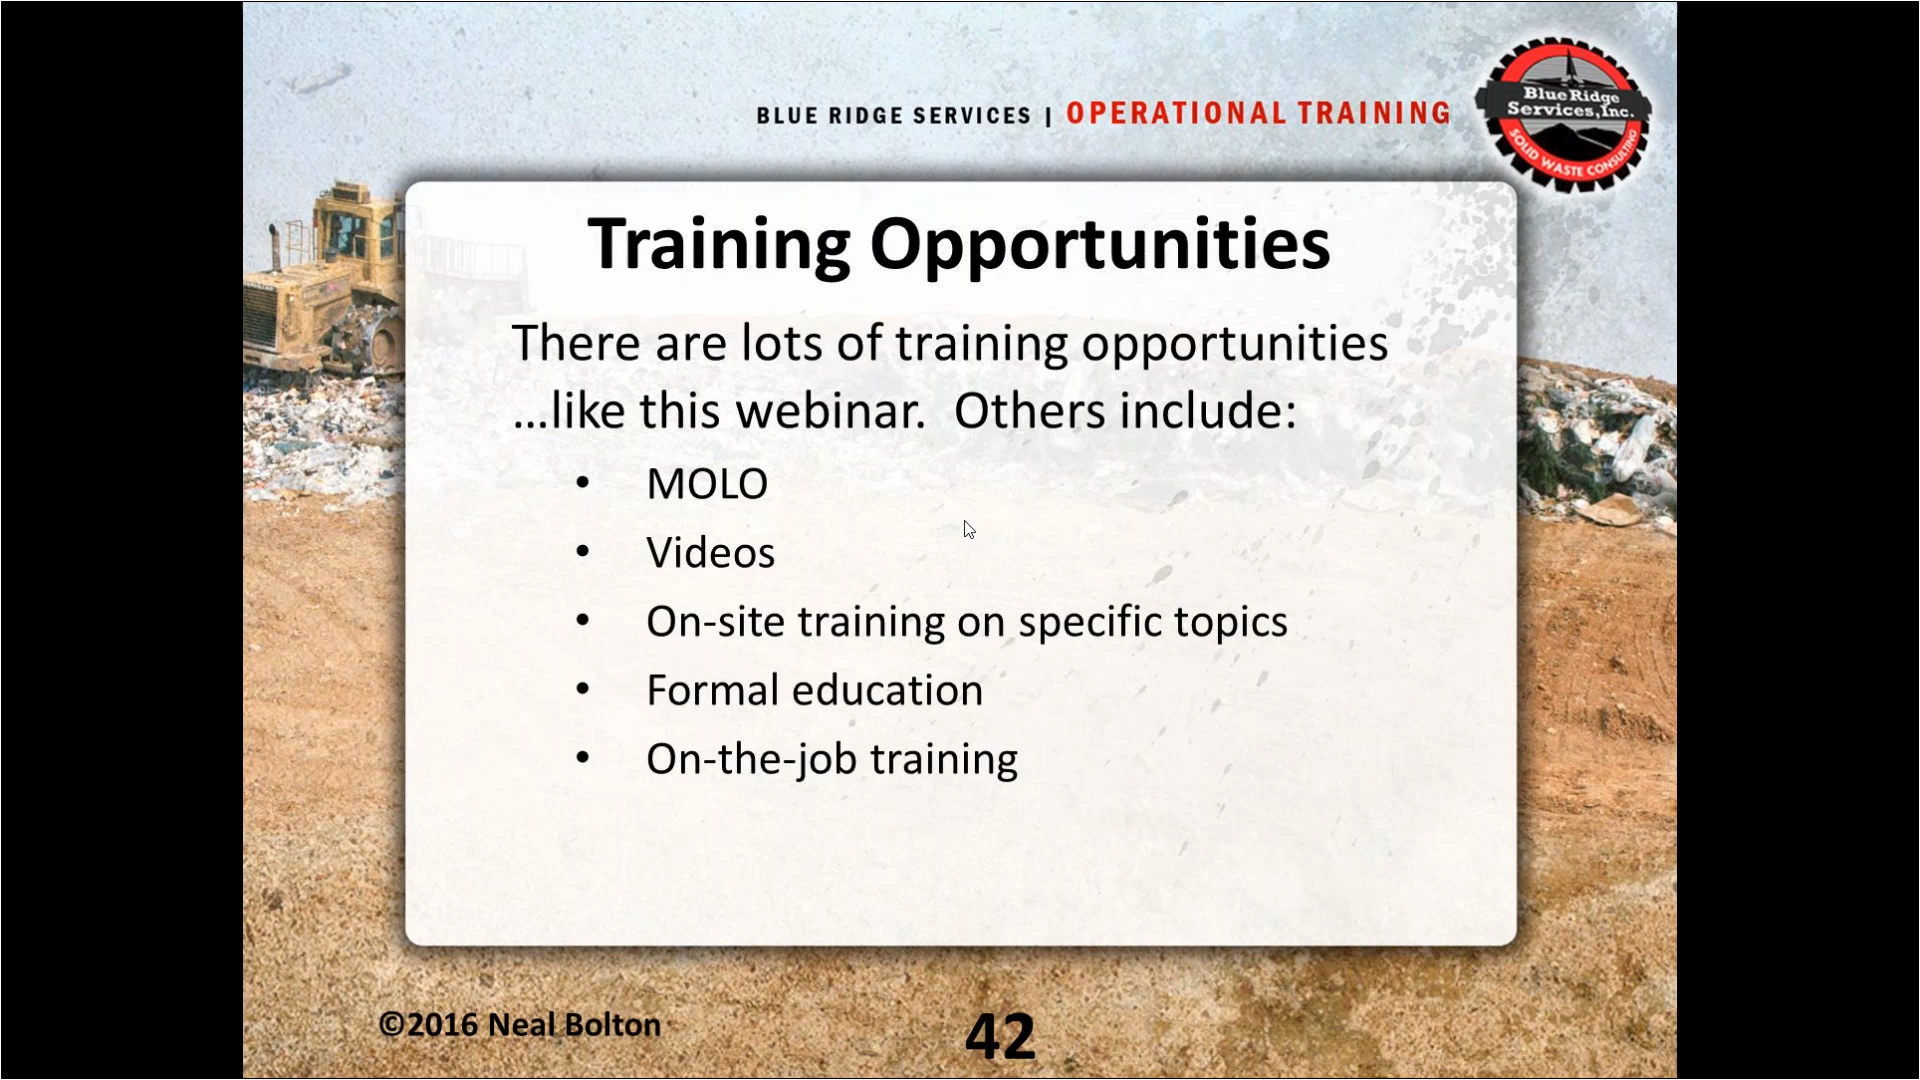 BLUE RIDGE SERVICES | OPERATIONAL TRAINING
Blue Ridge
Services, Inc.
SOLID WASTE CONSULTING
Training Opportunities
There are lots of training opportunities
…like this webinar. Others include:
• MOLO
• Videos
• On-site training on specific topics
• Formal education
• On-the-job training
©2016 Neal Bolton
42